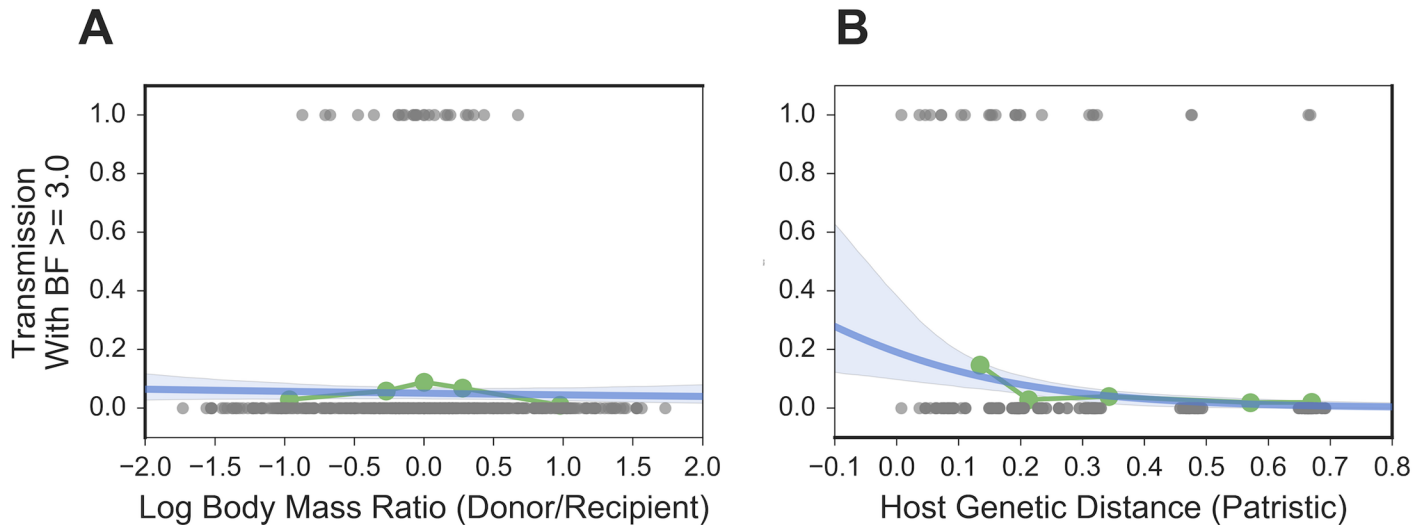 A
B
1.0
0.8
0.6
0.4
0.2
0.0
Transmission
With BF >= 3.0
−2.0 −1.5 −1.0 −0.5 0.0 0.5 1.0 1.5 2.0
Log Body Mass Ratio (Donor/Recipient)
1.0
0.8
0.6
0.4
0.2
0.0
−0.1 0.0 0.1 0.2 0.3 0.4 0.5 0.6 0.7 0.8
Host Genetic Distance (Patristic)